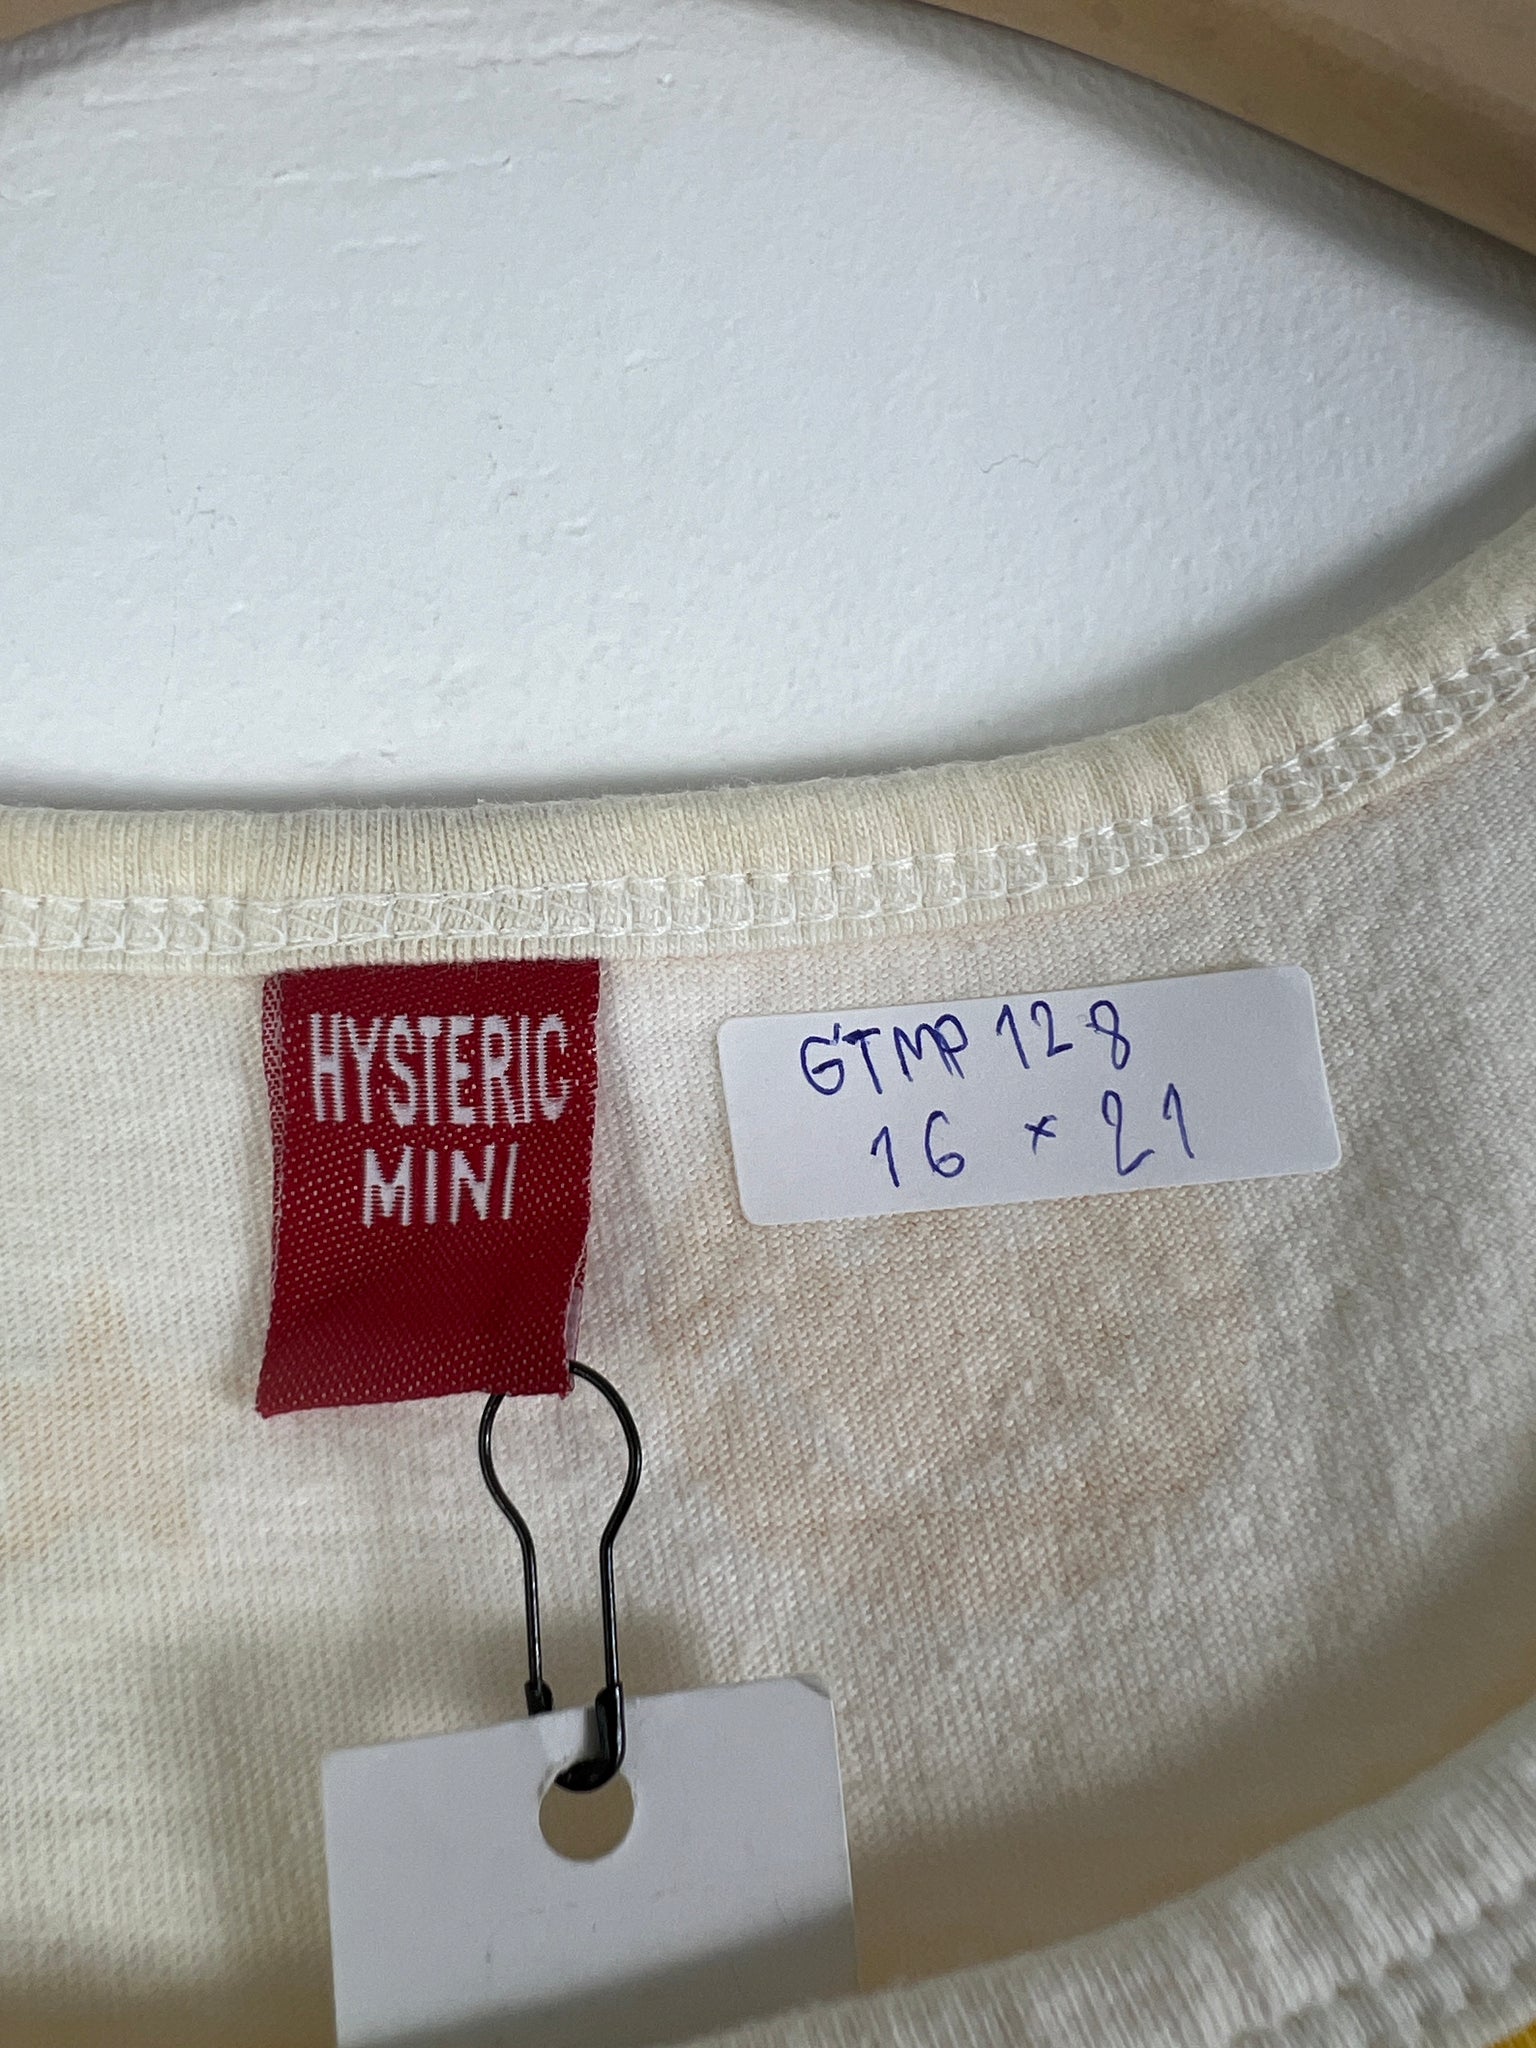 HYSTERIC
MINI
GTMP 128
16 × 21